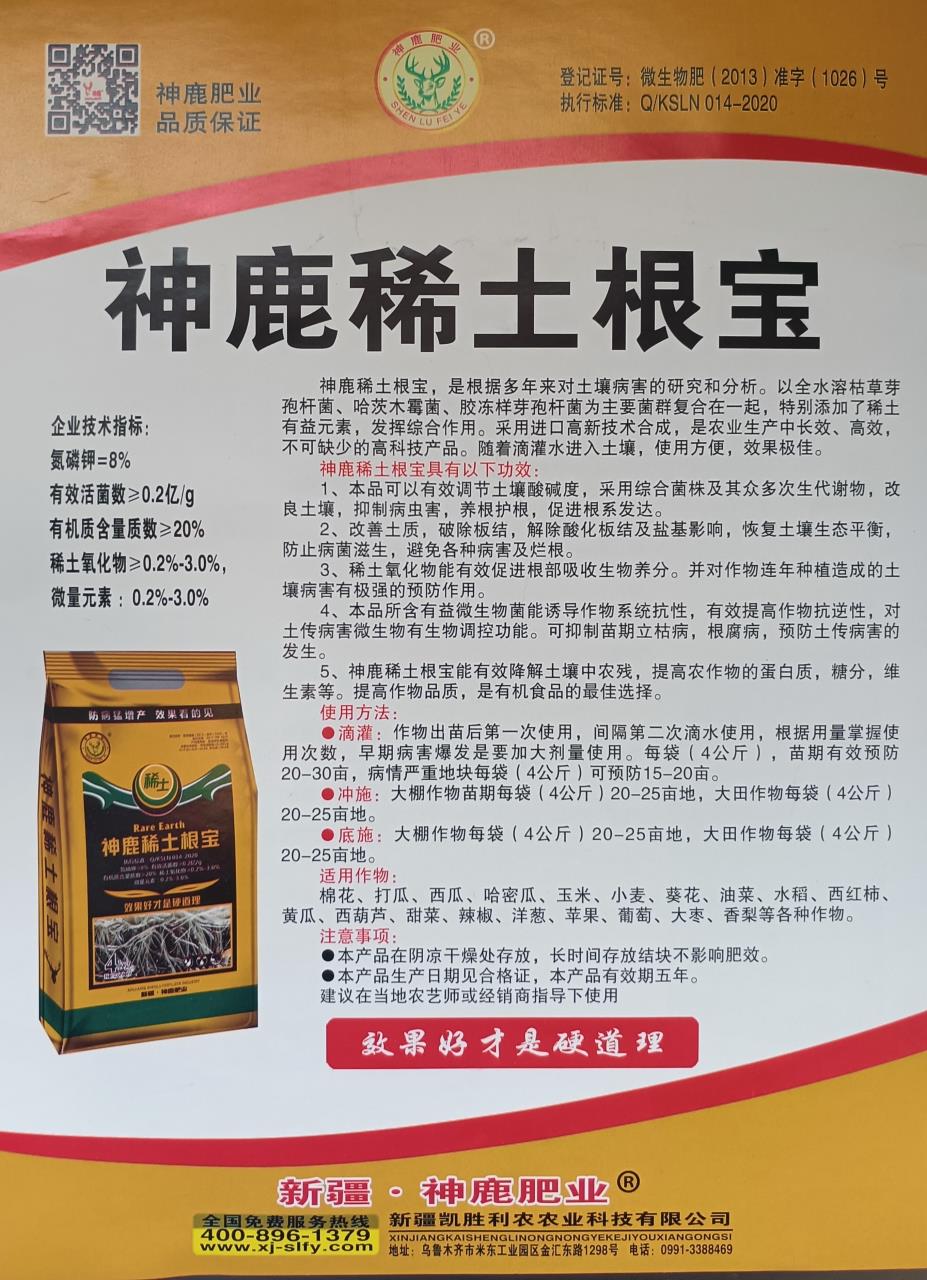 神鹿肥业
品质保证
神鹿肥业
SHEN LU FEI YE
®
登记证号：微生物肥（2013）准字（1026）号
执行标准：Q/KSLN 014-2020
神鹿稀土根宝
企业技术指标：
氮磷钾=8%
有效活菌数≥0.2亿/g
有机质含量质数≥20%
稀土氧化物≥0.2%-3.0%，
微量元素：0.2%-3.0%
神鹿稀土根宝，是根据多年来对土壤病害的研究和分析。以全水溶枯草芽
孢杆菌、哈茨木霉菌、胶冻样芽孢杆菌为主要菌群复合在一起，特别添加了稀土
有益元素，发挥综合作用。采用进口高新技术合成，是农业生产中长效、高效，
不可缺少的高科技产品。随着滴灌水进入土壤，使用方便，效果极佳。
神鹿稀土根宝具有以下功效：
1、本品可以有效调节土壤酸碱度，采用综合菌株及其众多次生代谢物，改
良土壤，抑制病虫害，养根护根，促进根系发达。
2、改善土质，破除板结，解除酸化板结及盐基影响，恢复土壤生态平衡，
防止病菌滋生，避免各种病害及烂根。
3、稀土氧化物能有效促进根部吸收生物养分。并对作物连年种植造成的土
壤病害有极强的预防作用。
4、本品所含有益微生物菌能诱导作物系统抗性，有效提高作物抗逆性，对
土传病害微生物有生物调控功能。可抑制苗期立枯病，根腐病，预防土传病害的
发生。
5、神鹿稀土根宝能有效降解土壤中农残，提高农作物的蛋白质，糖分，维
生素等。提高作物品质，是有机食品的最佳选择。
使用方法：
●滴灌：作物出苗后第一次使用，间隔第二次滴水使用，根据用量掌握使
用次数，早期病害爆发是要加大剂量使用。每袋（4公斤），苗期有效预防
20-30亩，病情严重地块每袋（4公斤）可预防15-20亩。
●冲施：大棚作物苗期每袋（4公斤）20-25亩地，大田作物每袋（4公斤）
20-25亩地。
●底施：大棚作物每袋（4公斤）20-25亩地，大田作物每袋（4公斤）
20-25亩地。
适用作物：
棉花、打瓜、西瓜、哈密瓜、玉米、小麦、葵花、油菜、水稻、西红柿、
黄瓜、西葫芦、甜菜、辣椒、洋葱、苹果、葡萄、大枣、香梨等各种作物。
注意事项：
●本产品在阴凉干燥处存放，长时间存放结块不影响肥效。
●本产品生产日期见合格证，本产品有效期五年。
建议在当地农艺师或经销商指导下使用
防病猛增产 效果看的见
稀土
Rare Earth
神鹿稀土根宝
神鹿稀土根宝
效果好才是硬道理
新疆·神鹿肥业
效果好才是硬道理
新疆·神鹿肥业®
全国免费服务热线
400-896-1379
www.xj-slfy.com
新疆凯胜利农农业科技有限公司
XINJIANGKAISHENGLINONGNONGYEKEJIYOUXIANGONGSI
地址：乌鲁木齐市米东工业园区金汇东路1298号 电话：0991-3388469